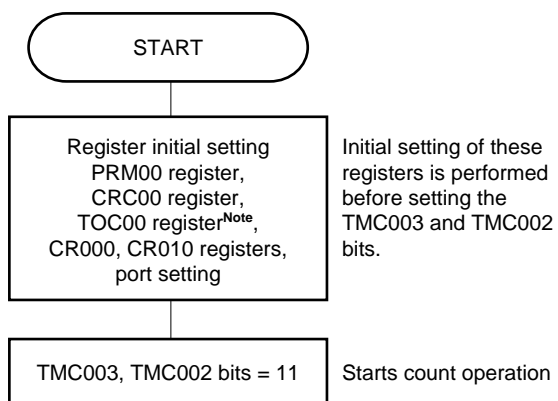 START
Register initial setting
PRM00 register,
CRC00 register,
TOC00 registerNote,
CR000, CR010 registers,
port setting
Initial setting of these
registers is performed
before setting the
TMC003 and TMC002
bits.
TMC003, TMC002 bits = 11
Starts count operation